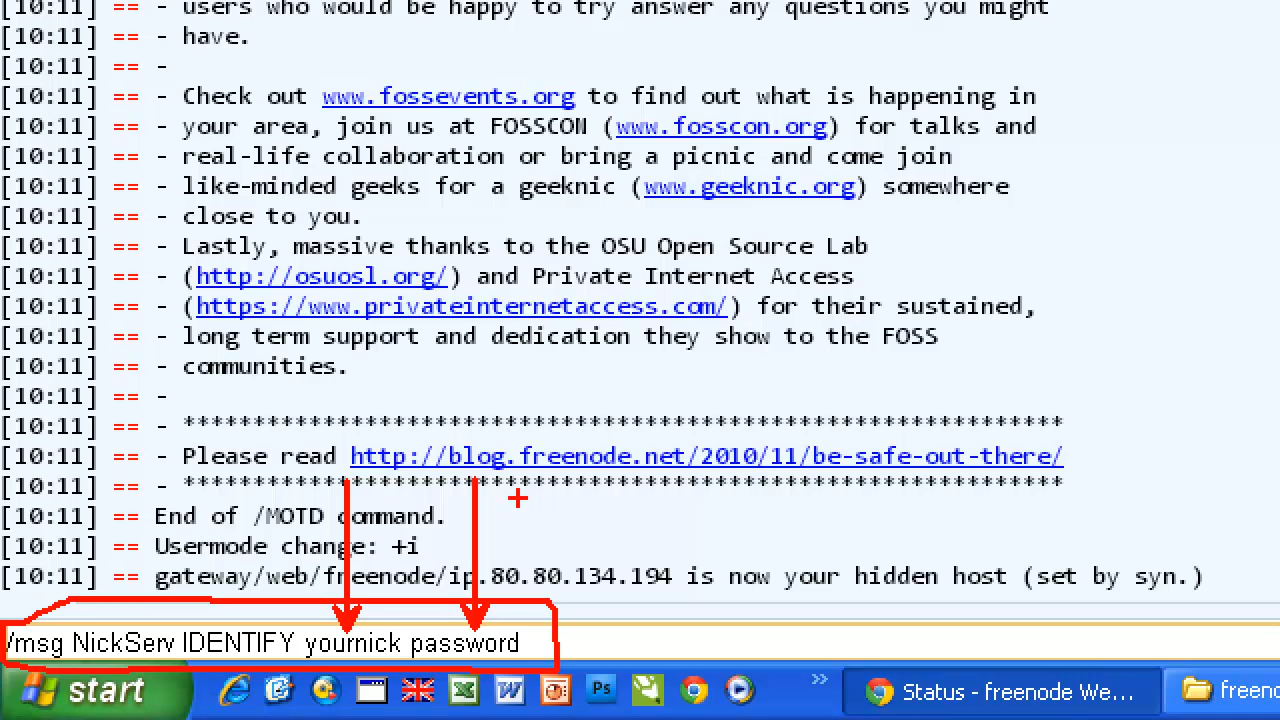 [10:11] == - users who would be happy to try answer any questions you might
[10:11] == - have.
[10:11] == -
[10:11] == - Check out www.fossevents.org to find out what is happening in
[10:11] == - your area, join us at FOSSCON (www.fosscon.org) for talks and
[10:11] == - real-life collaboration or bring a picnic and come join
[10:11] == - like-minded geeks for a geeknic (www.geeknic.org) somewhere
[10:11] == - close to you.
[10:11] == - Lastly, massive thanks to the OSU Open Source Lab
[10:11] == - (http://osuosl.org/) and Private Internet Access
[10:11] == - (https://www.privateinternetaccess.com/) for their sustained,
[10:11] == - long term support and dedication they show to the FOSS
[10:11] == - communities.
[10:11] == -
[10:11] == - ***************************************************************
[10:11] == - Please read http://blog.freenode.net/2010/11/be-safe-out-there/
[10:11] == - ***************************************************************
[10:11] == End of /MOTD command.
[10:11] == Usermode change: +i
[10:11] == gateway/web/freenode/ip.80.80.134.194 is now your hidden host (set by syn.)
/msg NickServ IDENTIFY yournick password
start Ps » Status - freenode We... freeno